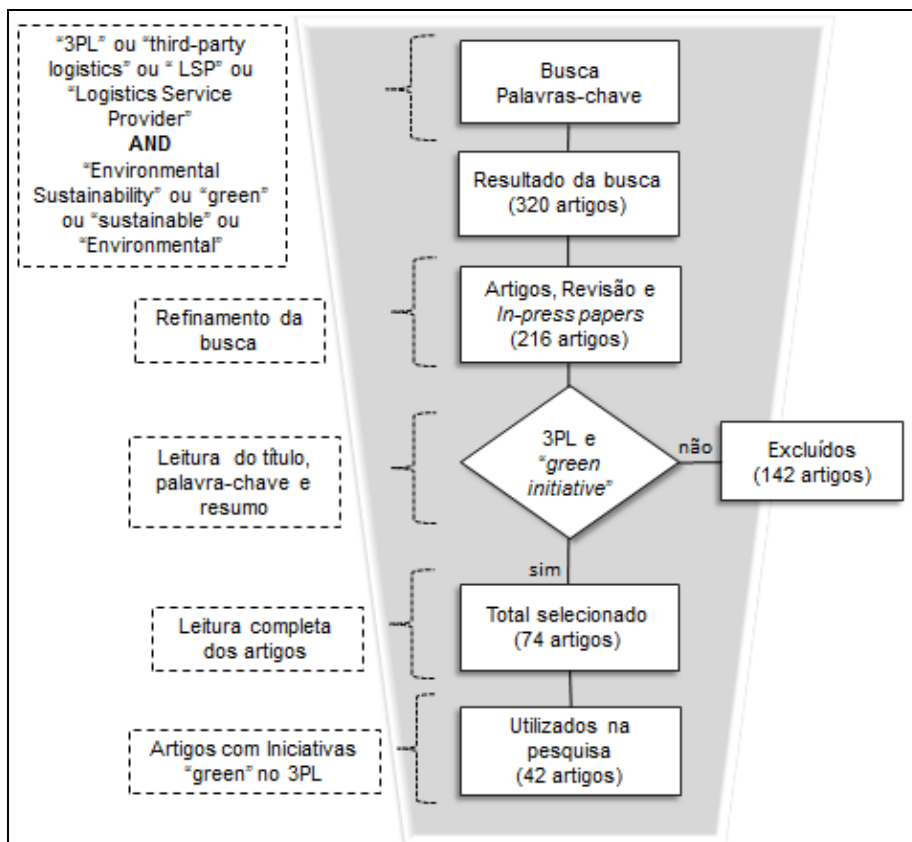 “3PL” ou “third-party
logistics” ou “ LSP” ou
“Logistics Service
Provider”
AND
“Environmental
Sustainability” ou “green”
ou “sustainable” ou
“Environmental”
Busca
Palavras-chave
Resultado da busca
(320 artigos)
Refinamento da
busca
Artigos, Revisão e
In-press papers
(216 artigos)
Leitura do título,
palavra-chave e
resumo
3PL e
“green
initiative”
não
Excluídos
(142 artigos)
sim
Leitura completa
dos artigos
Total selecionado
(74 artigos)
Artigos com Iniciativas
“green” no 3PL
Utilizados na
pesquisa
(42 artigos)